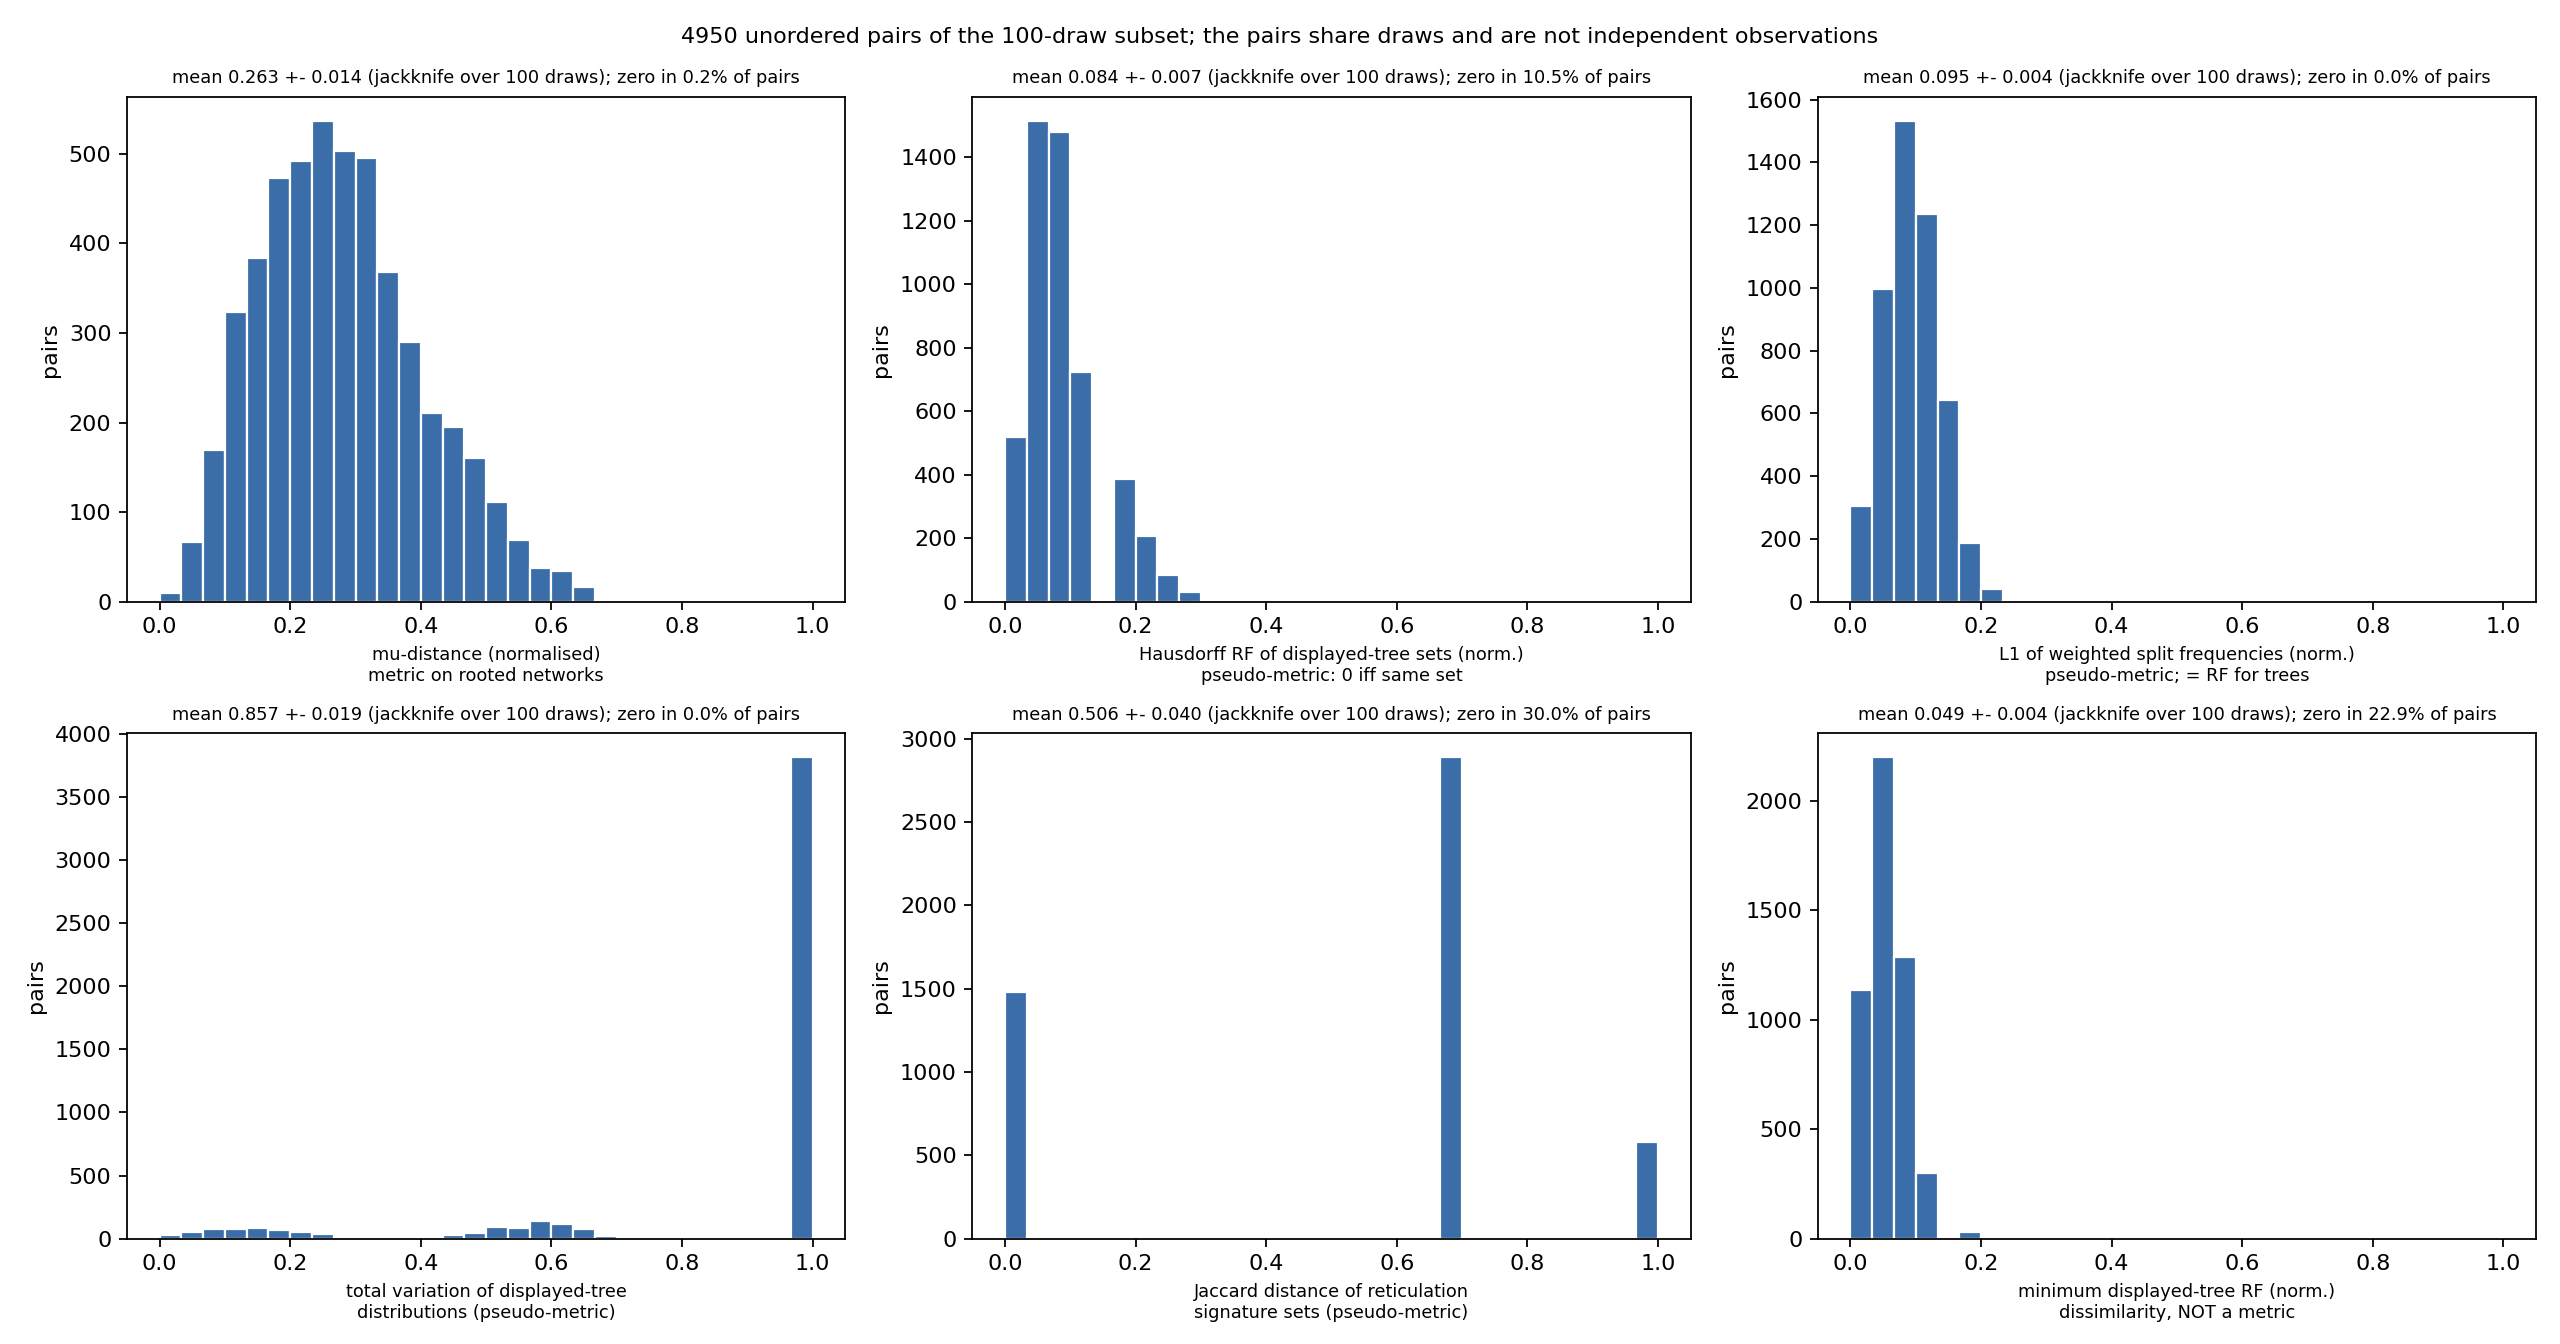 4950 unordered pairs of the 100-draw subset; the pairs share draws and are not independent observations
mean 0.263 +- 0.014 (jackknife over 100 draws); zero in 0.2% of pairs
pairs
500
400
300
200
100
0
0.0 0.2 0.4 0.6 0.8 1.0
mu-distance (normalised)
metric on rooted networks
mean 0.084 +- 0.007 (jackknife over 100 draws); zero in 10.5% of pairs
pairs
1400
1200
1000
800
600
400
200
0
0.0 0.2 0.4 0.6 0.8 1.0
Hausdorff RF of displayed-tree sets (norm.)
pseudo-metric: 0 iff same set
mean 0.095 +- 0.004 (jackknife over 100 draws); zero in 0.0% of pairs
pairs
1600
1400
1200
1000
800
600
400
200
0
0.0 0.2 0.4 0.6 0.8 1.0
L1 of weighted split frequencies (norm.)
pseudo-metric; = RF for trees
mean 0.857 +- 0.019 (jackknife over 100 draws); zero in 0.0% of pairs
pairs
4000
3500
3000
2500
2000
1500
1000
500
0
0.0 0.2 0.4 0.6 0.8 1.0
total variation of displayed-tree
distributions (pseudo-metric)
mean 0.506 +- 0.040 (jackknife over 100 draws); zero in 30.0% of pairs
pairs
3000
2500
2000
1500
1000
500
0
0.0 0.2 0.4 0.6 0.8 1.0
Jaccard distance of reticulation
signature sets (pseudo-metric)
mean 0.049 +- 0.004 (jackknife over 100 draws); zero in 22.9% of pairs
pairs
2000
1500
1000
500
0
0.0 0.2 0.4 0.6 0.8 1.0
minimum displayed-tree RF (norm.)
dissimilarity, NOT a metric